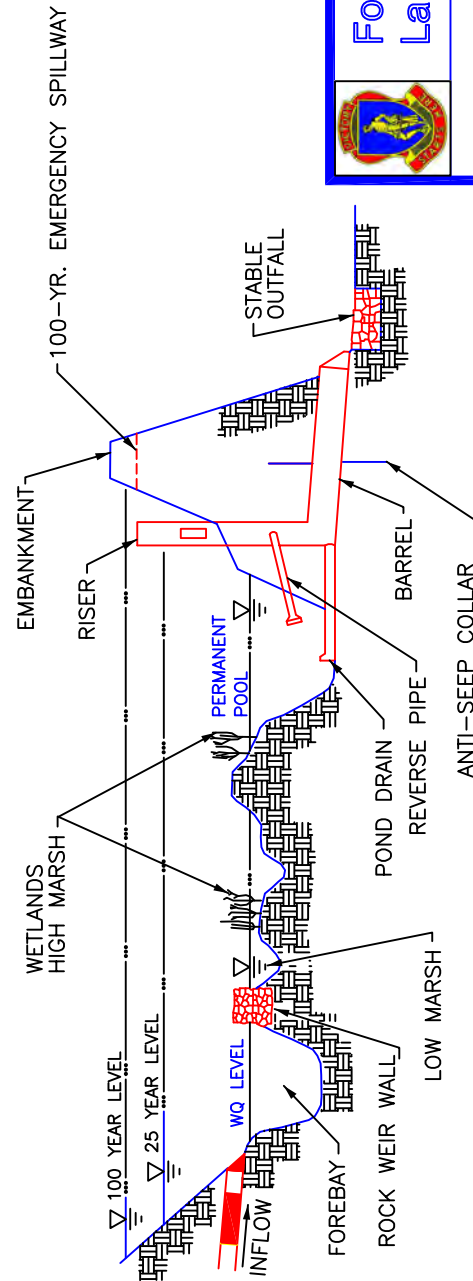 100 YEAR LEVEL
25 YEAR LEVEL
WQ LEVEL
INFLOW
FOREBAY
ROCK WEIR WALL
LOW MARSH
WETLANDS
HIGH MARSH
PERMANENT
POOL
POND DRAIN
REVERSE PIPE
RISER
EMBANKMENT
100-YR. EMERGENCY SPILLWAY
BARREL
ANTI-SEEP COLLAR
STABLE
OUTFALL
Fo
La